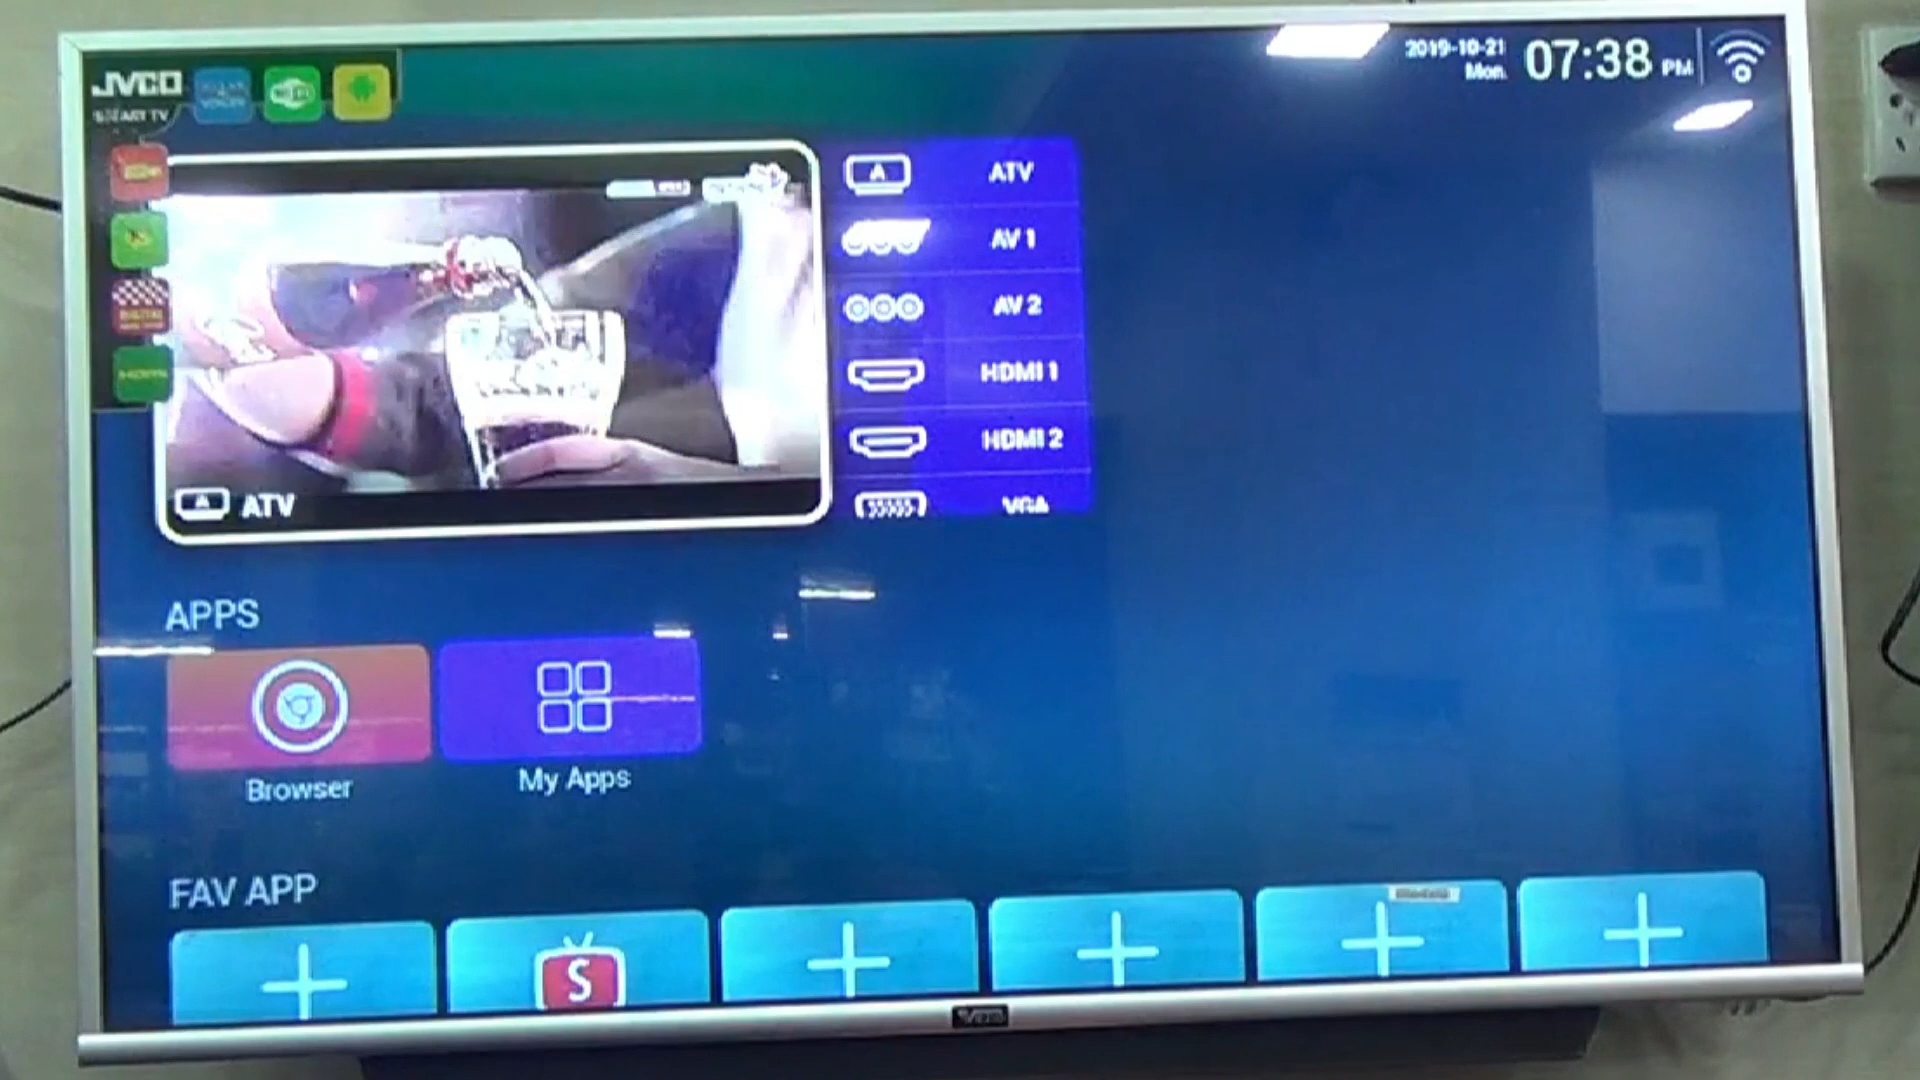 JVCO
SMART TV
2019-10-21
Mon.
07:38 PM
A
ATV
AV 1
AV 2
HDMI 1
HDMI 2
VGA
A ATV
APPS
Browser
My Apps
FAV APP
S